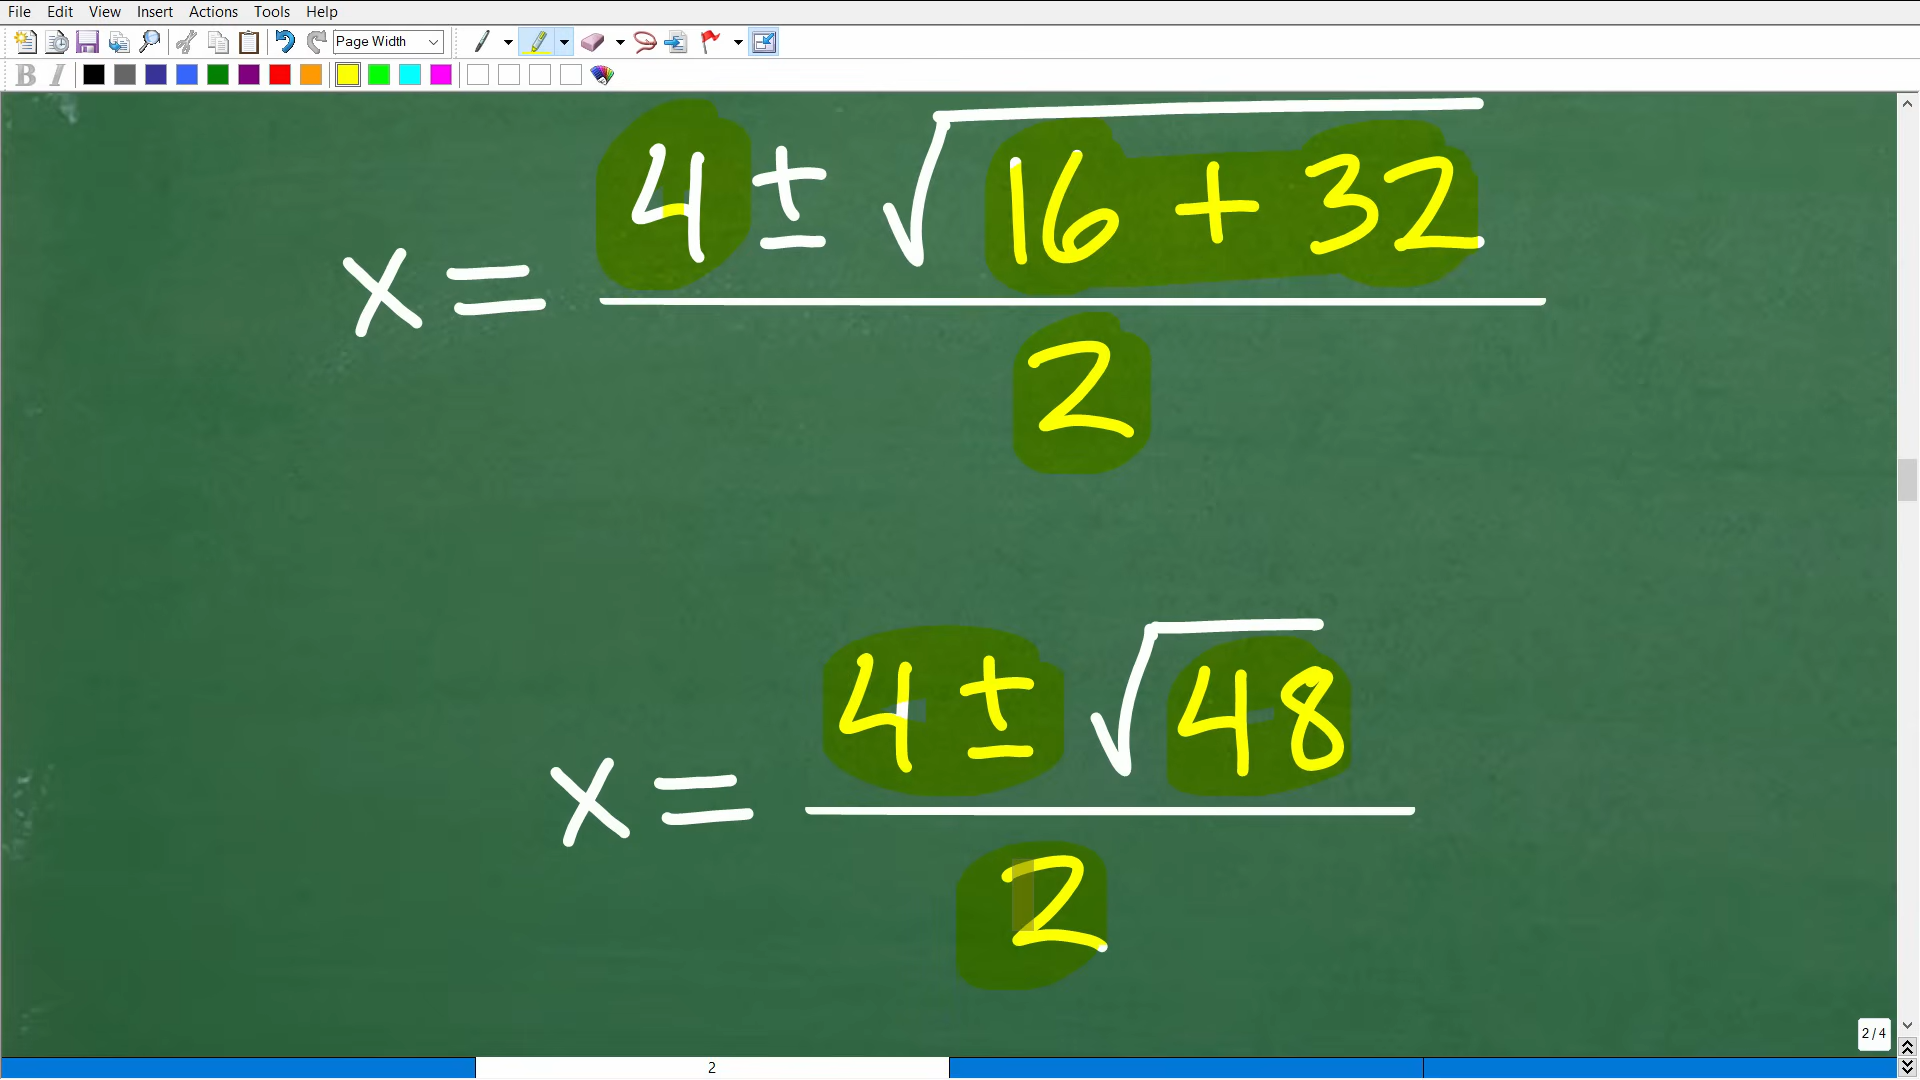 File Edit View Insert Actions Tools Help
Page Width
B I
x = 4 ± √16 + 32
2
x = 4 ± √48
2
2 / 4
2